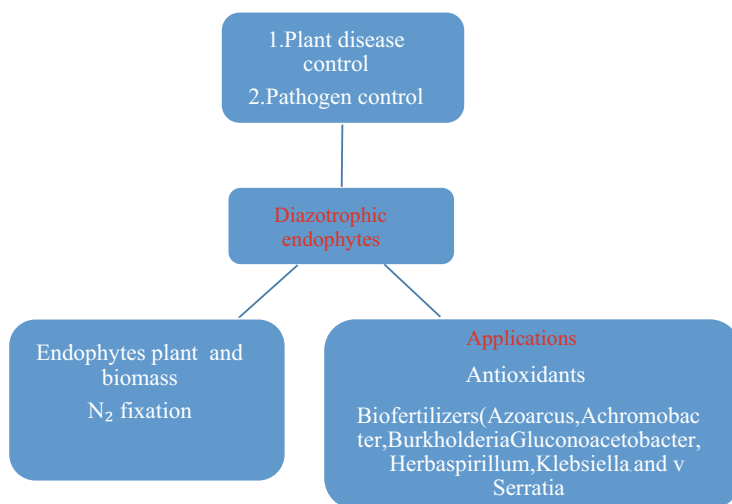 1.Plant disease
control
2.Pathogen control
Diazotrophic
endophytes
Endophytes plant and
biomass
N₂ fixation
Applications
Antioxidants
Biofertilizers(Azoarcus,Achromobac
ter,BurkholderiaGluconoacetobacter,
Herbaspirillum,Klebsiella and v
Serratia